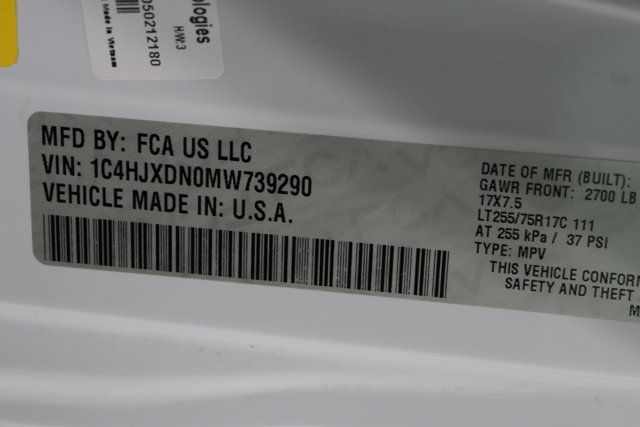 ologies
H/W:3
050212180
Made in Vietnam
MFD BY: FCA US LLC
VIN: 1C4HJXDN0MW739290
VEHICLE MADE IN: U.S.A.
DATE OF MFR (BUILT):
GAWR FRONT: 2700 LB
17X7.5
LT255/75R17C 111
AT 255 kPa / 37 PSI
TYPE: MPV
THIS VEHICLE CONFORM
SAFETY AND THEFT
M